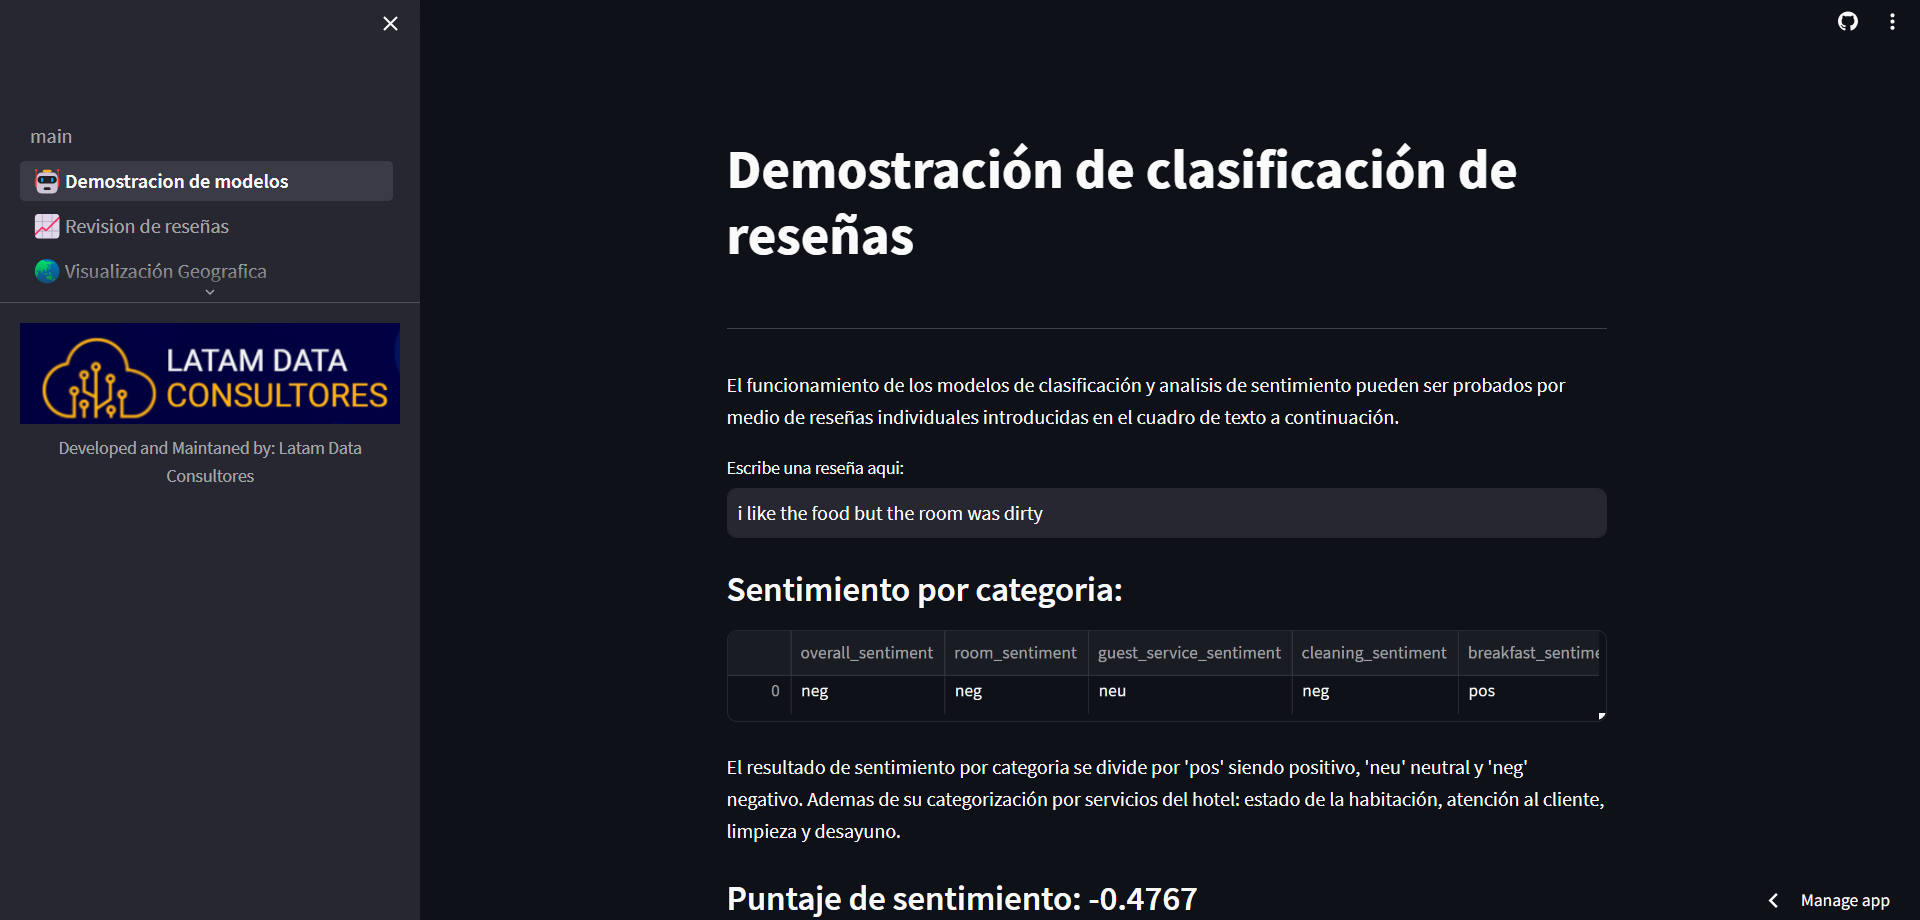 main
Demostracion de modelos
Revision de reseñas
Visualización Geografica
LATAM DATA
CONSULTORES
Developed and Maintaned by: Latam Data
Consultores
Demostración de clasificación de
reseñas
El funcionamiento de los modelos de clasificación y analisis de sentimiento pueden ser probados por
medio de reseñas individuales introducidas en el cuadro de texto a continuación.
Escribe una reseña aqui:
i like the food but the room was dirty
Sentimiento por categoria:
overall_sentiment room_sentiment guest_service_sentiment cleaning_sentiment breakfast_sentime
0 neg neg neu neg pos
El resultado de sentimiento por categoria se divide por 'pos' siendo positivo, 'neu' neutral y 'neg'
negativo. Ademas de su categorización por servicios del hotel: estado de la habitación, atención al cliente,
limpieza y desayuno.
Puntaje de sentimiento: -0.4767
Manage app